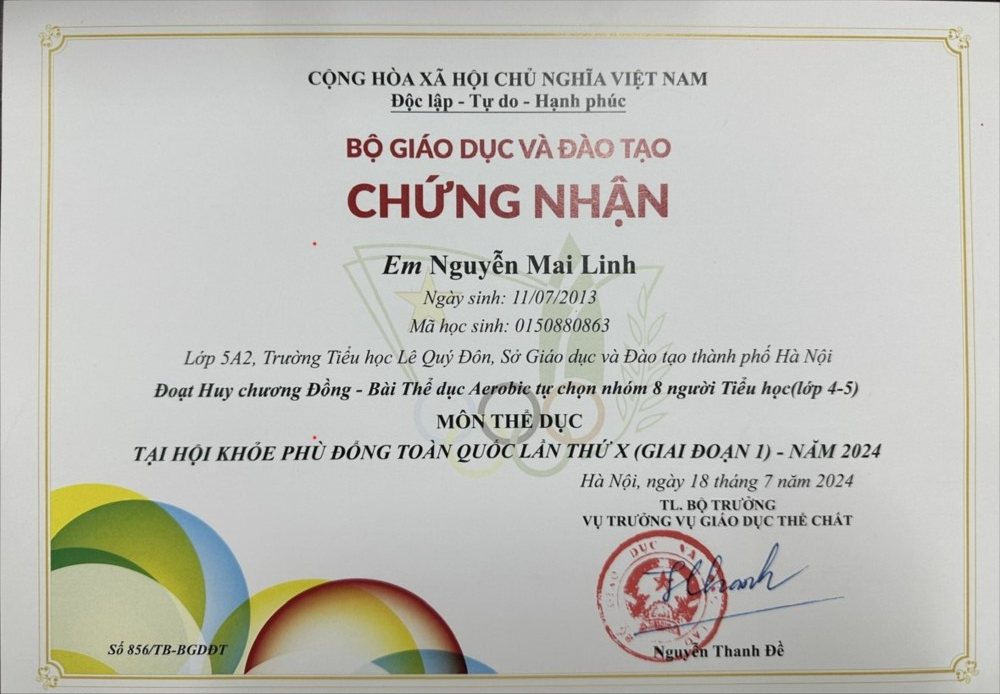 CỘNG HÒA XÃ HỘI CHỦ NGHĨA VIỆT NAM
Độc lập - Tự do - Hạnh phúc
BỘ GIÁO DỤC VÀ ĐÀO TẠO
CHỨNG NHẬN
Em Nguyễn Mai Linh
Ngày sinh: 11/07/2013
Mã học sinh: 0150880863
Lớp 5A2, Trường Tiểu học Lê Quý Đôn, Sở Giáo dục và Đào tạo thành phố Hà Nội
Đoạt Huy chương Đồng - Bài Thể dục Aerobic tự chọn nhóm 8 người Tiểu học(lớp 4-5)
MÔN THỂ DỤC
TẠI HỘI KHỎE PHÙ ĐỔNG TOÀN QUỐC LẦN THỨ X (GIAI ĐOẠN 1) - NĂM 2024
Hà Nội, ngày 18 tháng 7 năm 2024
TL. BỘ TRƯỞNG
VỤ TRƯỞNG VỤ GIÁO DỤC THỂ CHẤT
DỤC VÀ
Nguyễn Thanh Đề
Số 856/TB-BGDĐT